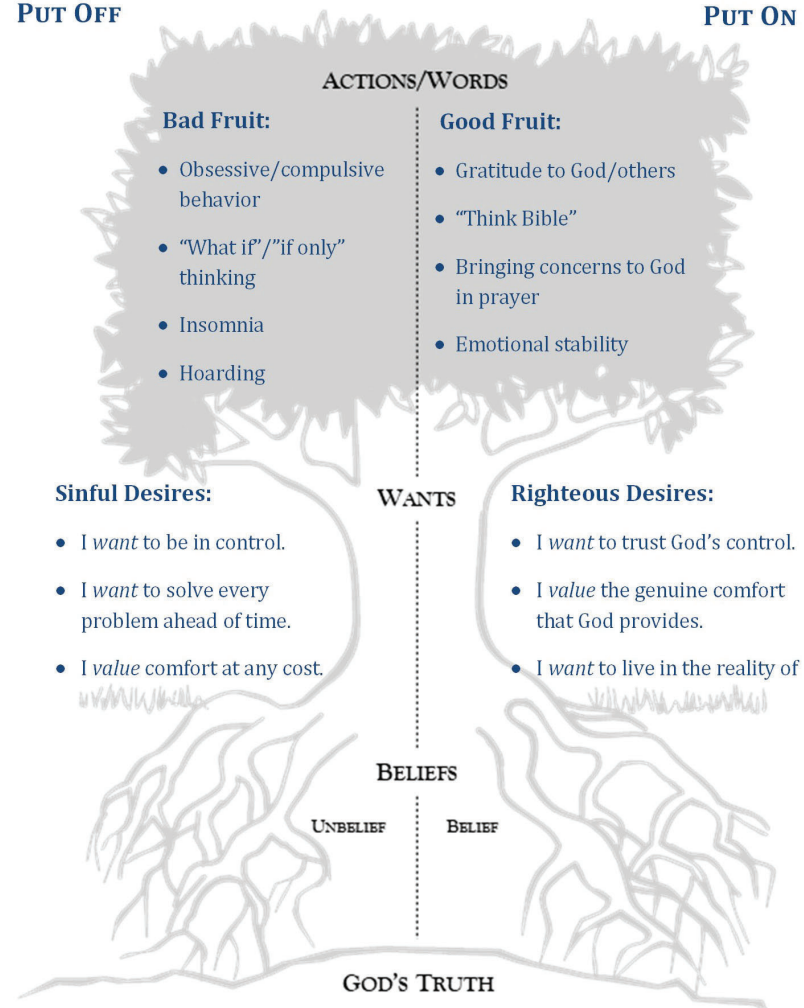 PUT OFF
PUT ON
ACTIONS/WORDS
Bad Fruit:
• Obsessive/compulsive
behavior
• “What if”/”if only”
thinking
• Insomnia
• Hoarding
Good Fruit:
• Gratitude to God/others
• “Think Bible”
• Bringing concerns to God
in prayer
• Emotional stability
WANTS
Sinful Desires:
• I want to be in control.
• I want to solve every
problem ahead of time.
• I value comfort at any cost.
Righteous Desires:
• I want to trust God’s control.
• I value the genuine comfort
that God provides.
• I want to live in the reality of
BELIEFS
UNBELIEF
BELIEF
GOD’S TRUTH